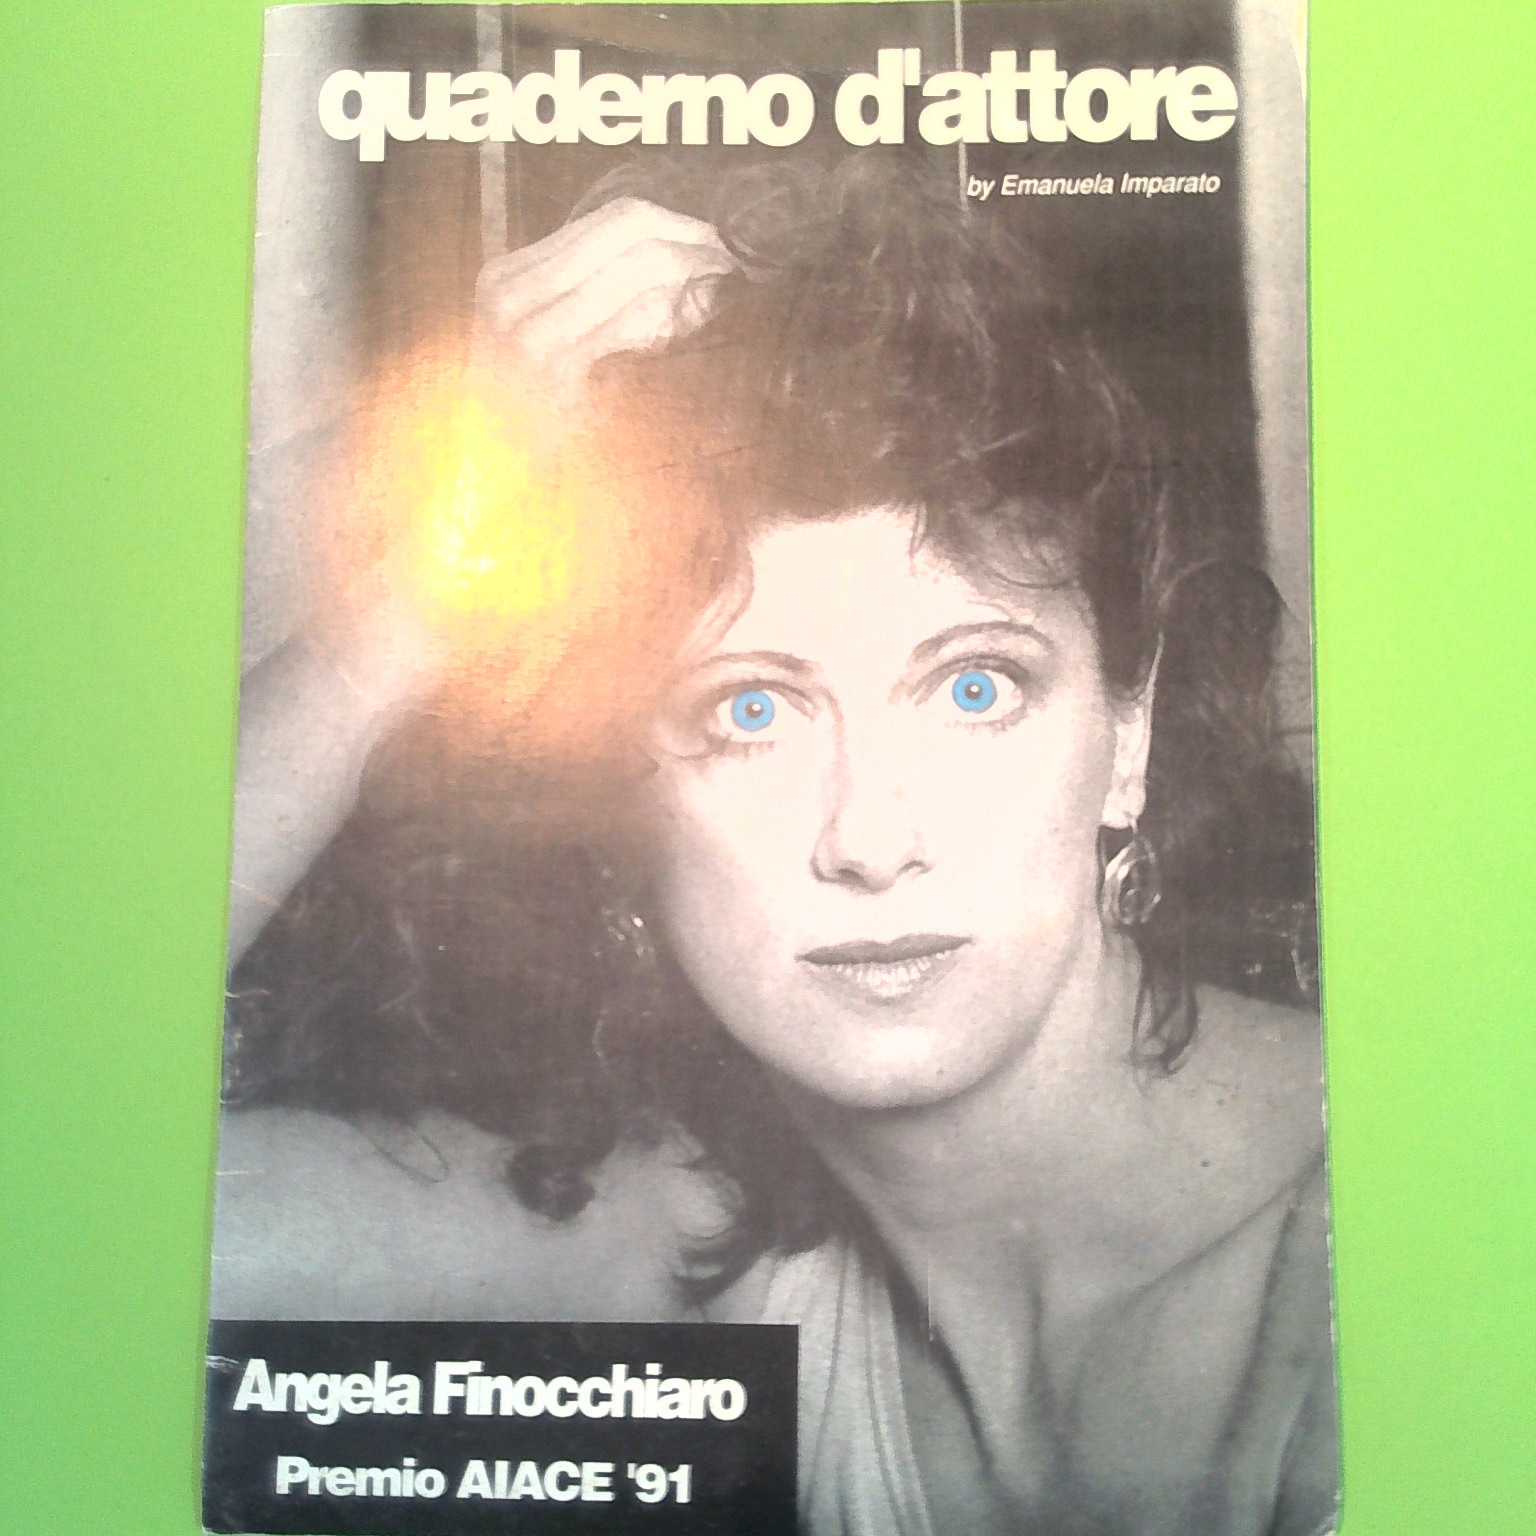 quaderno d'attore
by Emanuela Imparato
Angela Finocchiaro
Premio AIACE '91